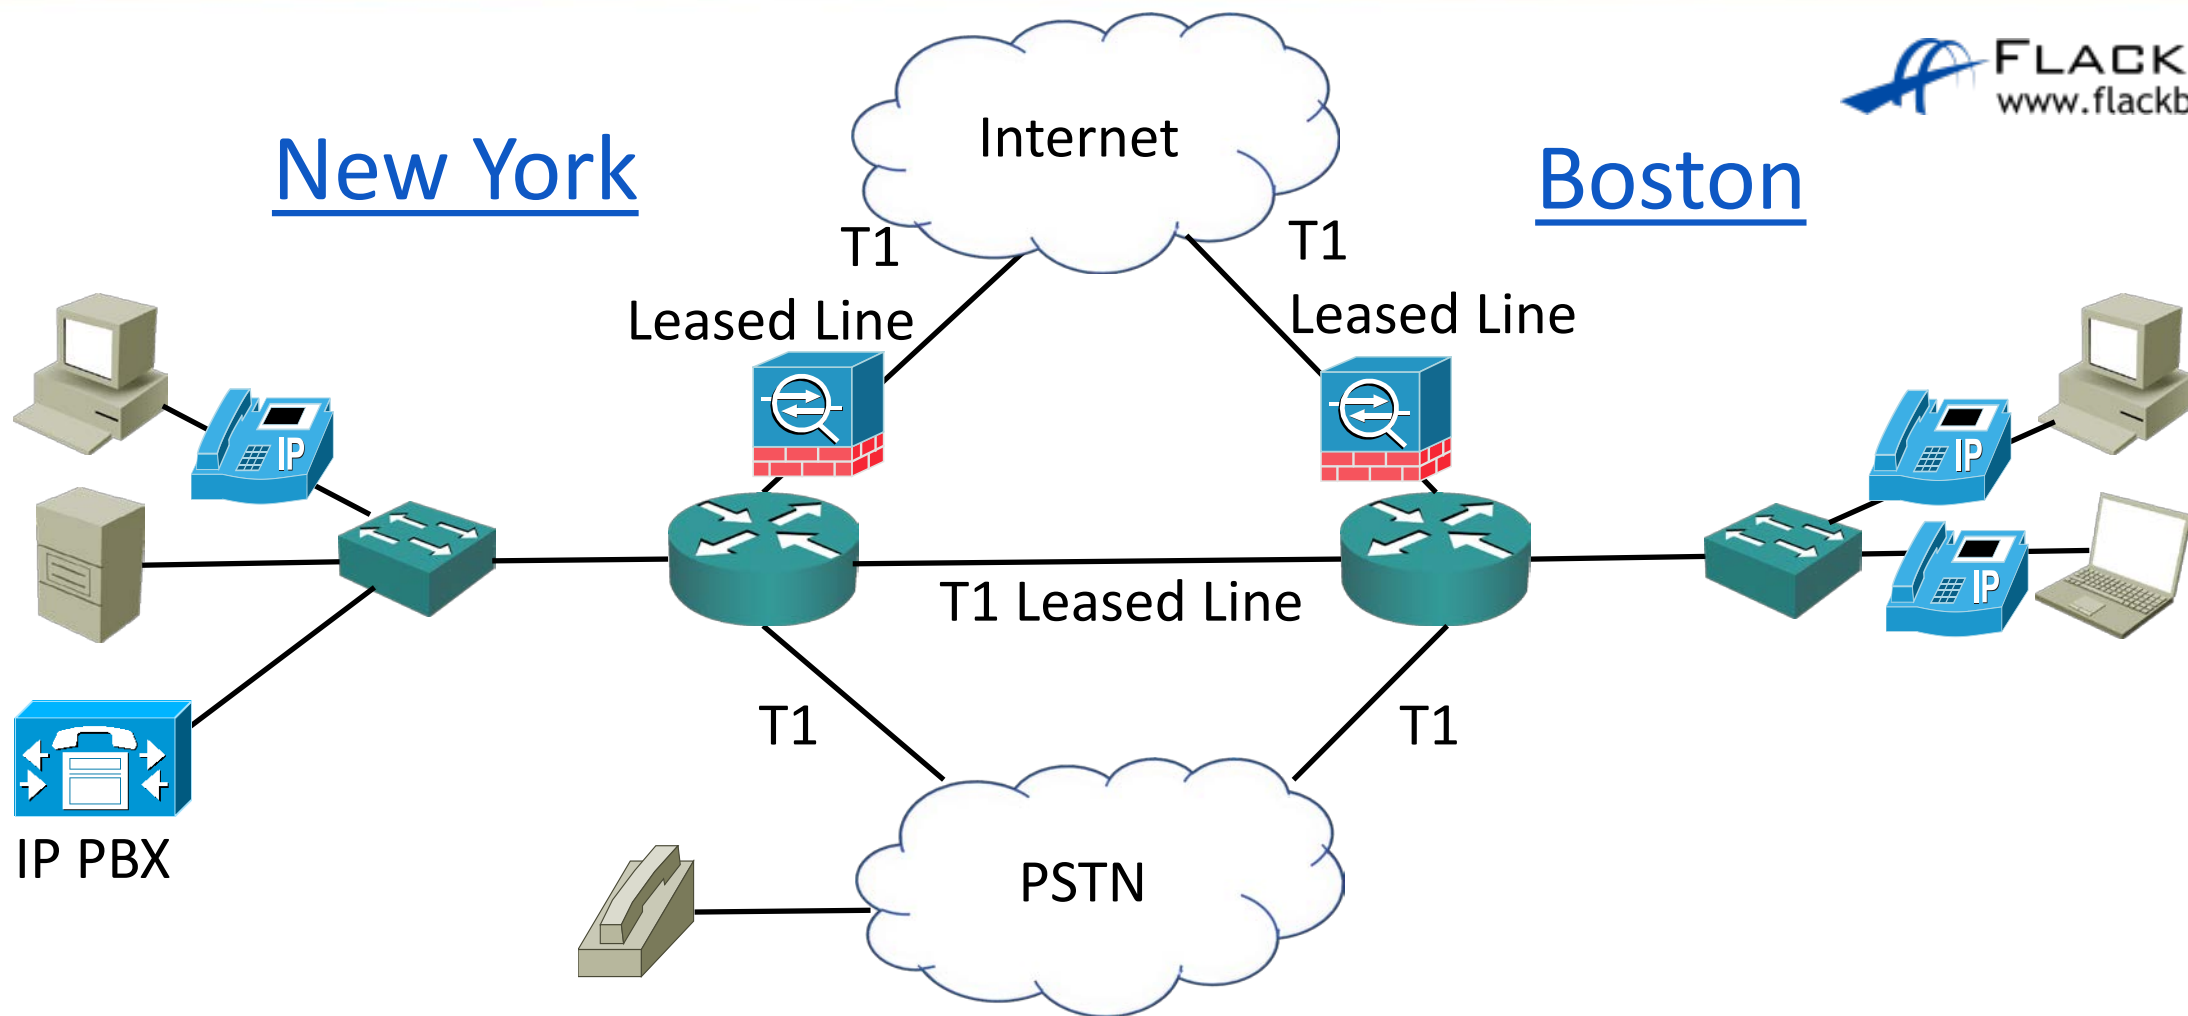 FLACK
www.flackb
Internet
New York
Boston
T1
Leased Line
T1
Leased Line
IP
IP
IP
T1 Leased Line
T1
T1
IP PBX
PSTN